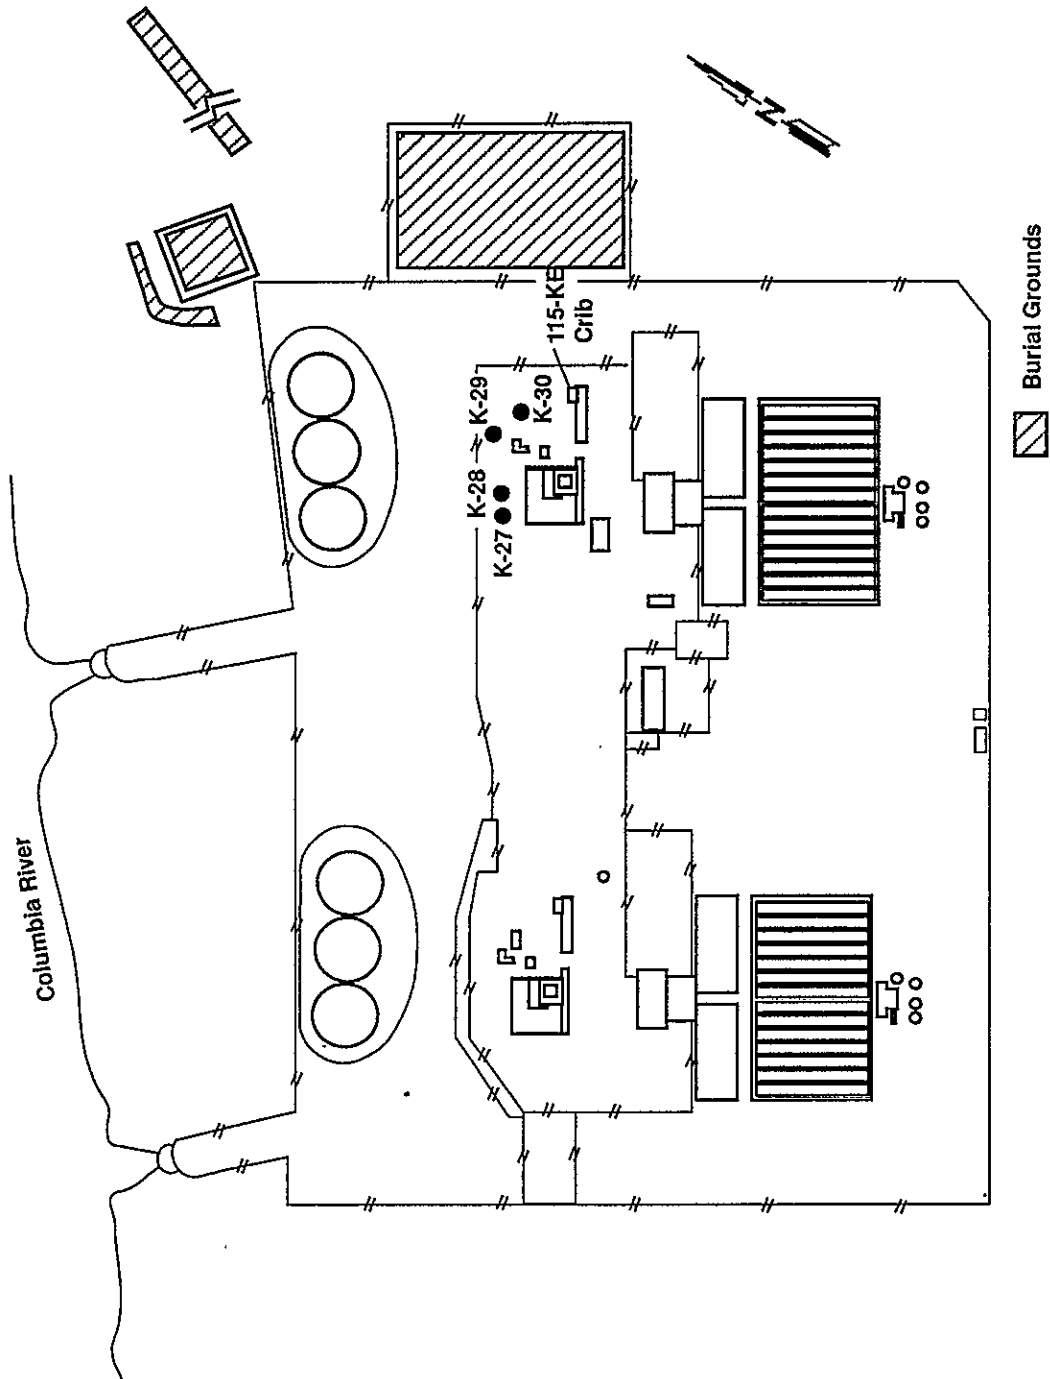 Columbia River
K-27
K-28
K-29
K-30
115-KE
Crib
N
Burial Grounds